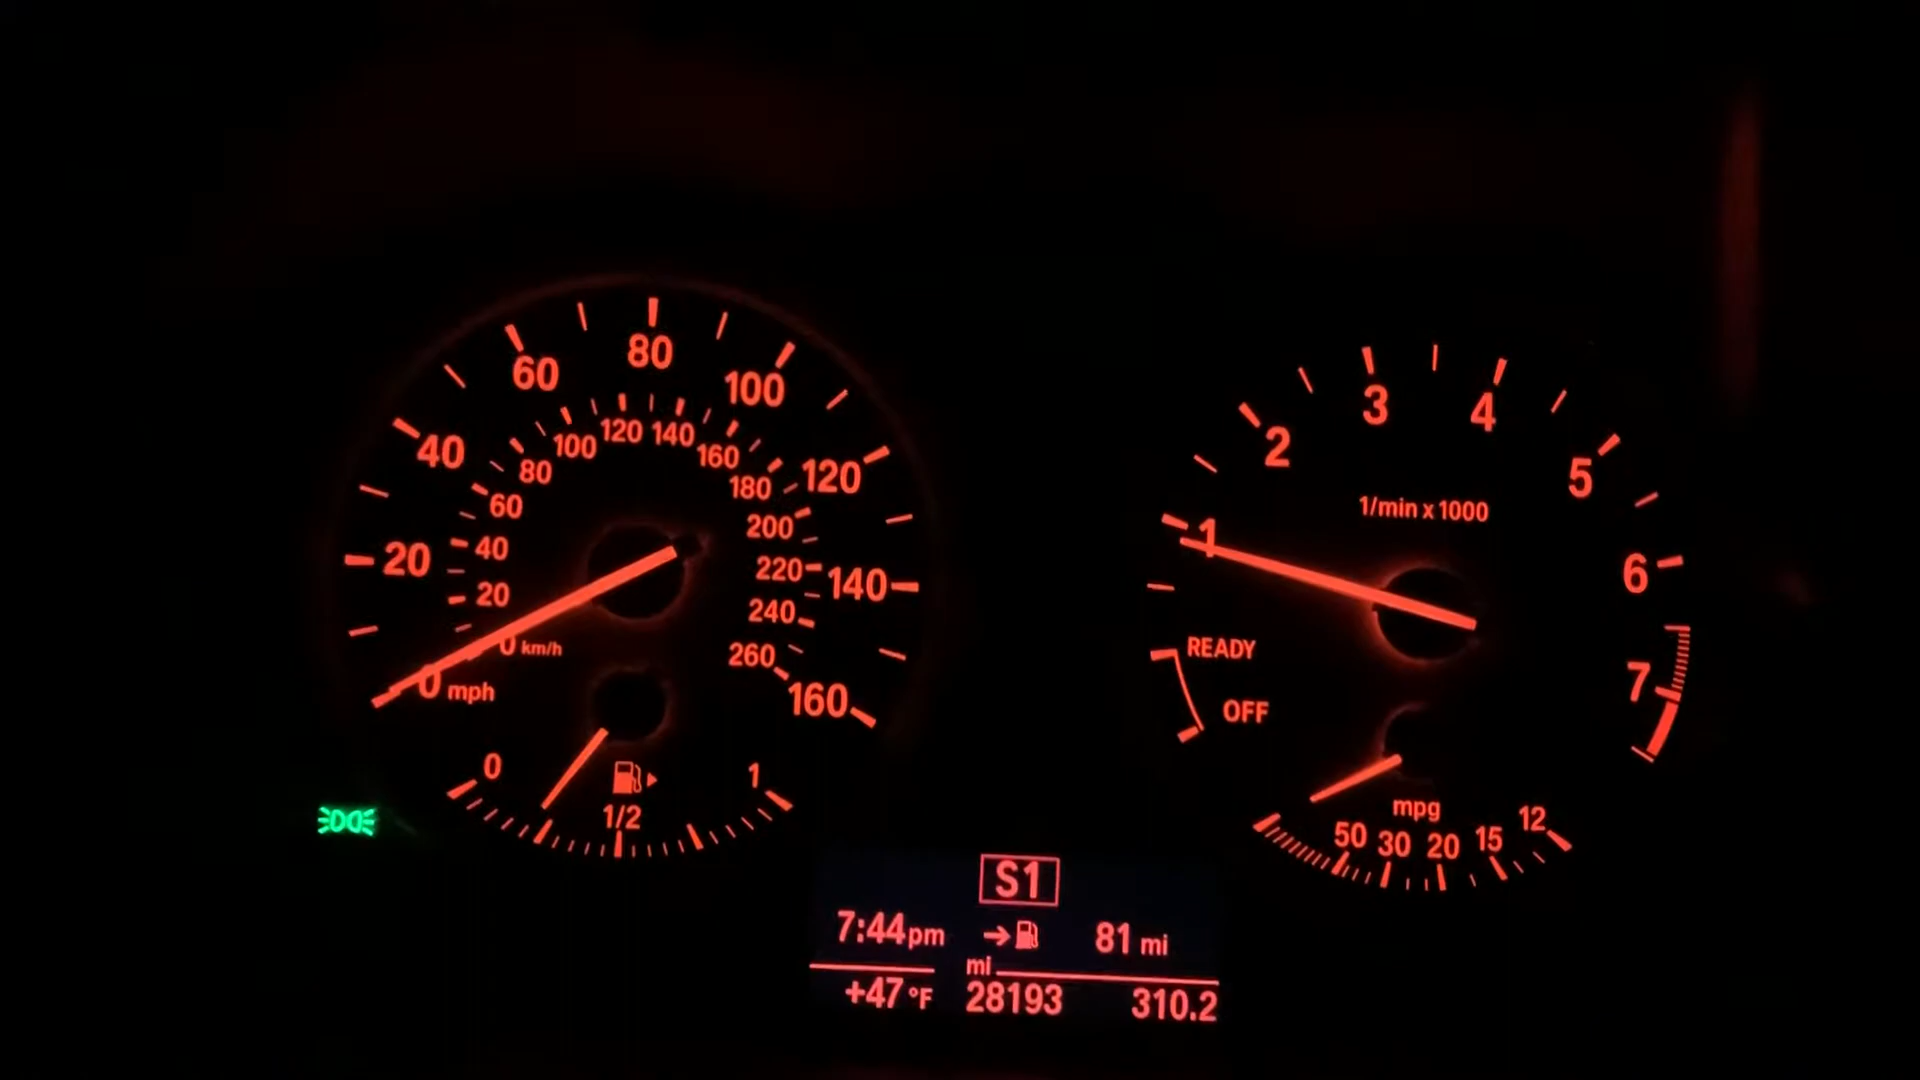 80
60
100
40
120
20
140
0 mph
160
120
140
100
160
80
180
60
200
40
220
20
240
0 km/h
260
0
1/2
1
3
4
2
5
1/min x 1000
1
6
READY
7
OFF
mpg
50 30 20 15 12
S1
7:44pm
81 mi
mi
+47 °F
28193
310.2